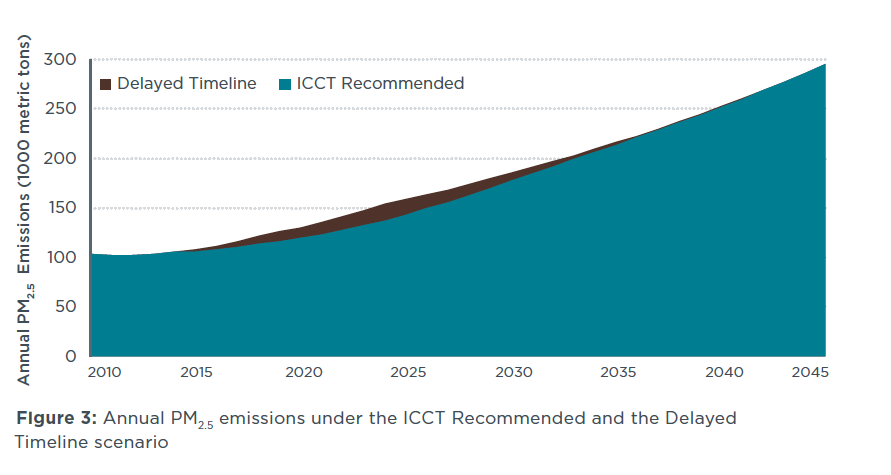 Annual PM2.5 Emissions (1000 metric tons)
300
Delayed Timeline ICCT Recommended
250
200
150
100
50
0
2010 2015 2020 2025 2030 2035 2040 2045
FIgure 3: Annual PM2.5 emissions under the ICCT Recommended and the Delayed
Timeline scenario